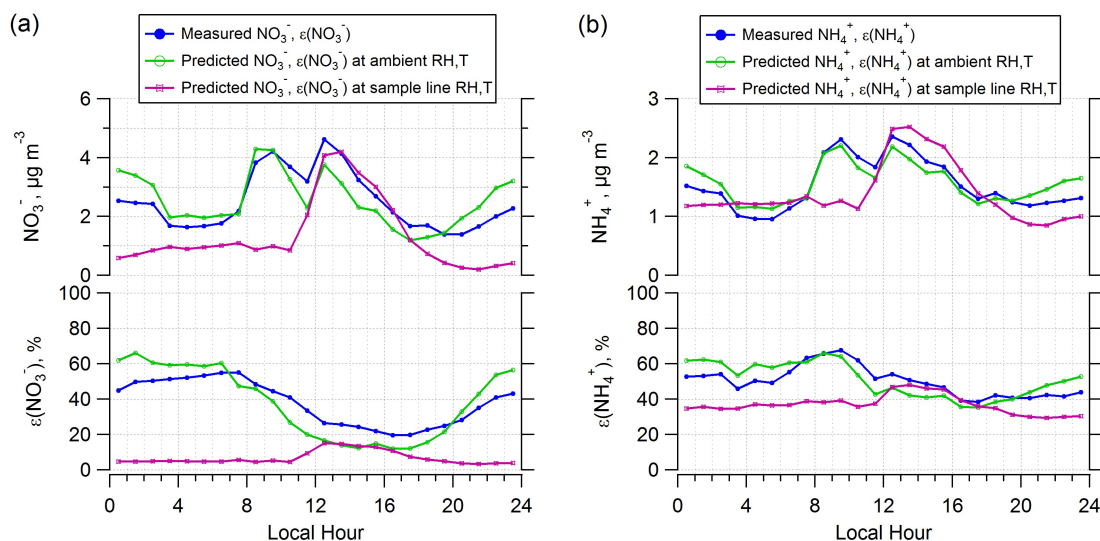 (a)
Measured NO₃⁻, ε(NO₃⁻)
Predicted NO₃⁻, ε(NO₃⁻) at ambient RH,T
Predicted NO₃⁻, ε(NO₃⁻) at sample line RH,T
6
4
2
0
NO₃⁻, µg m⁻³
100
80
60
40
20
0
ε(NO₃⁻), %
0 4 8 12 16 20 24
Local Hour
(b)
Measured NH₄⁺, ε(NH₄⁺)
Predicted NH₄⁺, ε(NH₄⁺) at ambient RH,T
Predicted NH₄⁺, ε(NH₄⁺) at sample line RH,T
3
2
1
0
NH₄⁺, µg m⁻³
100
80
60
40
20
0
ε(NH₄⁺), %
0 4 8 12 16 20 24
Local Hour